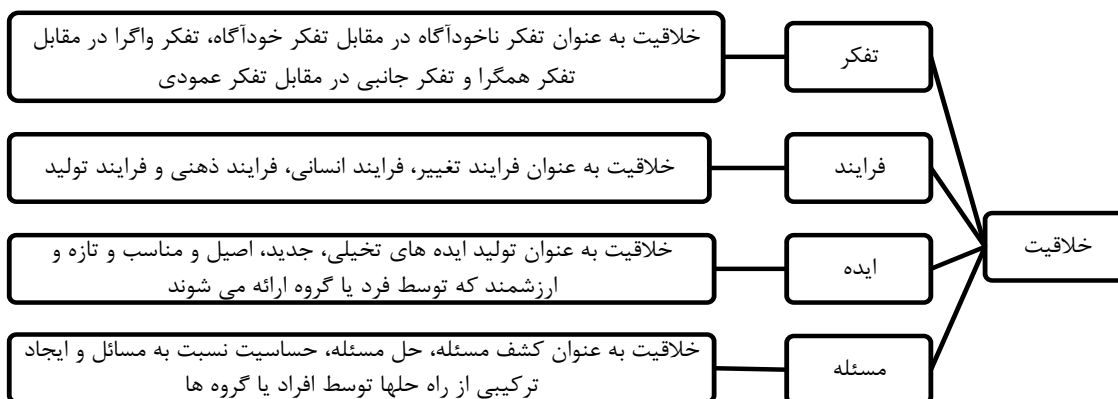 خلاقیت
تفکر
خلاقیت به عنوان تفکر ناخودآگاه در مقابل تفکر خودآگاه، تفکر واگرا در مقابل
تفکر همگرا و تفکر جانبی در مقابل تفکر عمودی
فرایند
خلاقیت به عنوان فرایند تغییر، فرایند انسانی، فرایند ذهنی و فرایند تولید
ایده
خلاقیت به عنوان تولید ایده های تخیلی، جدید، اصیل و مناسب و تازه و
ارزشمند که توسط فرد یا گروه ارائه می شوند
مسئله
خلاقیت به عنوان کشف مسئله، حل مسئله، حساسیت نسبت به مسائل و ایجاد
ترکیبی از راه حلها توسط افراد یا گروه ها